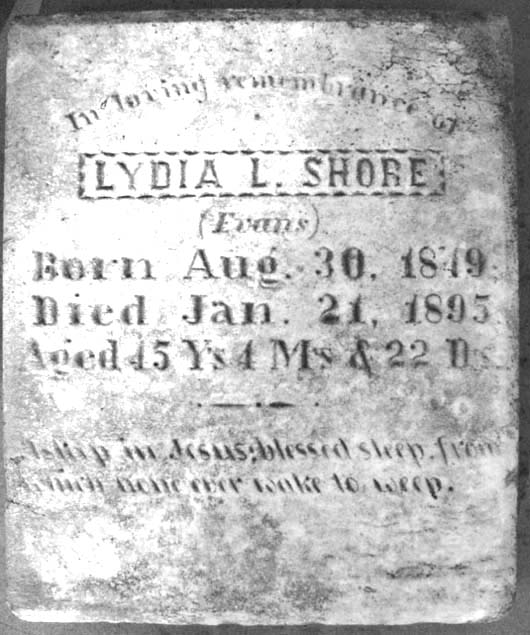 In loving remembrance of
LYDIA L. SHORE
(Evans)
Born Aug. 30, 1849.
Died Jan. 21, 1895
Aged 45 Ys 4 Ms & 22 Ds.
Asleep in Jesus; blessed sleep, from
which none ever wake to weep.